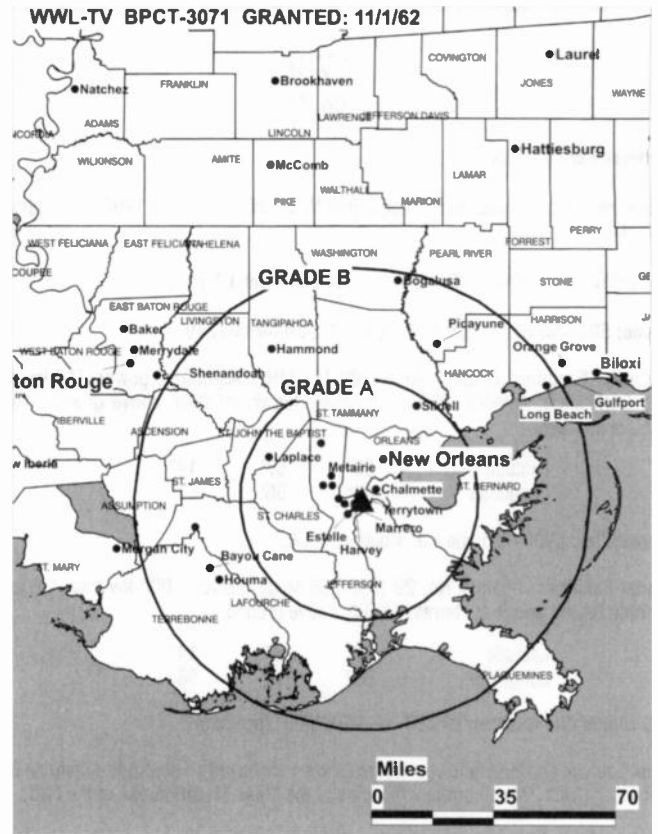 WWL-TV BPCT-3071 GRANTED: 11/1/62
COVINGTON
Laurel
FRANKLIN
Brookhaven
JONES
Natchez
WAYNE
LAWRENCE
JEFFERSON DAVIS
ADAMS
LINCOLN
Hattiesburg
WILKINSON
AMITE
McComb
LAMAR
WALTHALL
PIKE
MARION
PERRY
FORREST
WEST FELICIANA
EAST FELICIANA
HELENA
WASHINGTON
PEARL RIVER
COUPEE
GRADE B
Bogalusa
STONE
EAST BATON ROUGE
LIVINGSTON
TANGIPAHOA
Picayune
HARRISON
Baker
Orange Grove
WEST BATON ROUGE
Merrydale
Hammond
HANCOCK
Biloxi
ton Rouge
Shenandoah
GRADE A
Gulfport
Long Beach
ST. TAMMANY
Slidell
IBERVILLE
ASCENSION
ST. JOHN THE BAPTIST
ORLEANS
Laplace
Metairie
New Orleans
w Iberia
ST. JAMES
ST. BERNARD
Chalmette
ASSUMPTION
ST. CHARLES
Terrytown
Marrero
Estelle
Harvey
ST. MARY
Morgan City
Bayou Cane
Houma
JEFFERSON
LAFOURCHE
TERREBONNE
PLAQUEMINES
Miles
0 35 70